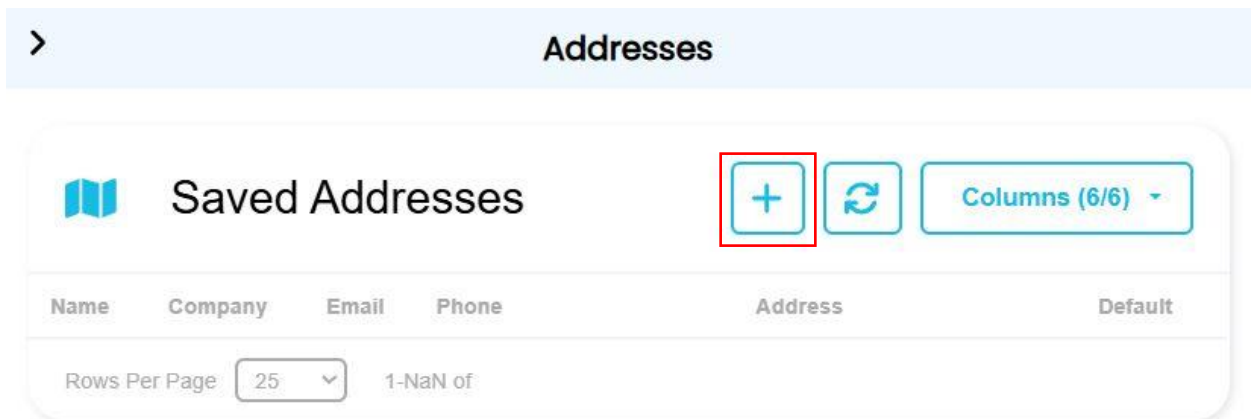 Addresses
Saved Addresses
Columns (6/6)
Name Company Email Phone Address Default
Rows Per Page 25 1-NaN of